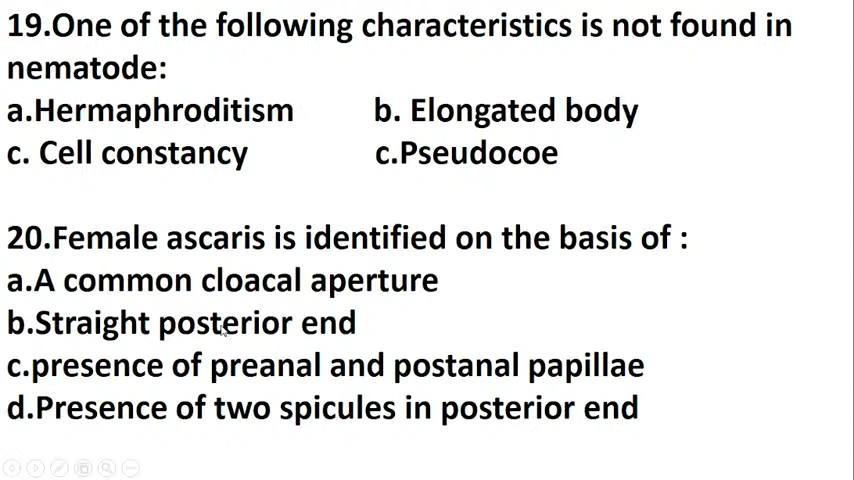 19.One of the following characteristics is not found in
nematode:
a.Hermaphroditism b. Elongated body
c. Cell constancy c.Pseudocoe
20.Female ascaris is identified on the basis of :
a.A common cloacal aperture
b.Straight posterior end
c.presence of preanal and postanal papillae
d.Presence of two spicules in posterior end